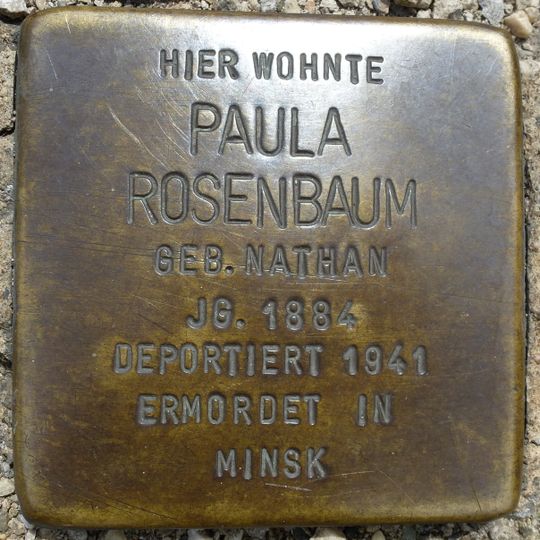 HIER WOHNTE
PAULA
ROSENBAUM
GEB. NATHAN
JG. 1884
DEPORTIERT 1941
ERMORDET IN
MINSK